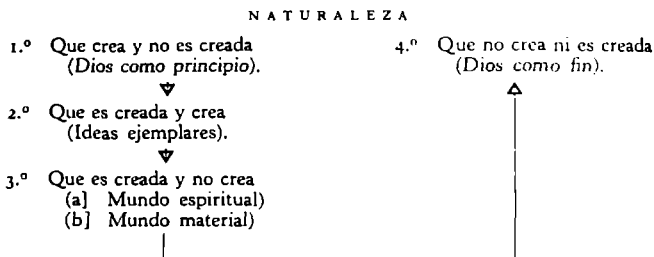 NATURALEZA
1.º Que crea y no es creada
(Dios como principio).
2.º Que es creada y crea
(Ideas ejemplares).
3.º Que es creada y no crea
(a] Mundo espiritual)
(b] Mundo material)
4.º Que no crea ni es creada
(Dios como fin).